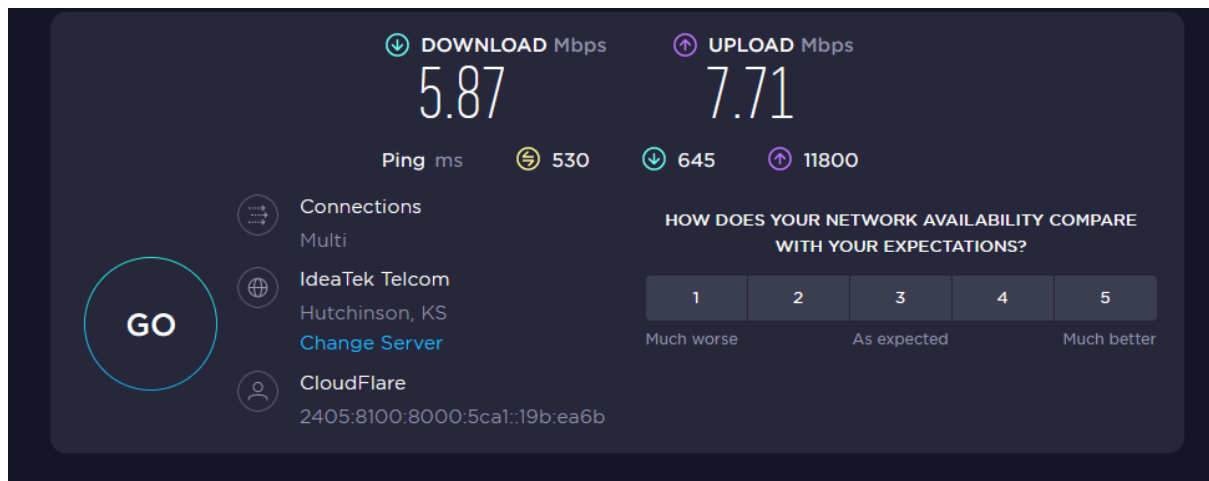 DOWNLOAD Mbps
5.87
UPLOAD Mbps
7.71
Ping ms 530 645 11800
Connections
Multi
IdeaTek Telcom
Hutchinson, KS
Change Server
CloudFlare
2405:8100:8000:5ca1::19b:ea6b
GO
HOW DOES YOUR NETWORK AVAILABILITY COMPARE
WITH YOUR EXPECTATIONS?
1 2 3 4 5
Much worse As expected Much better